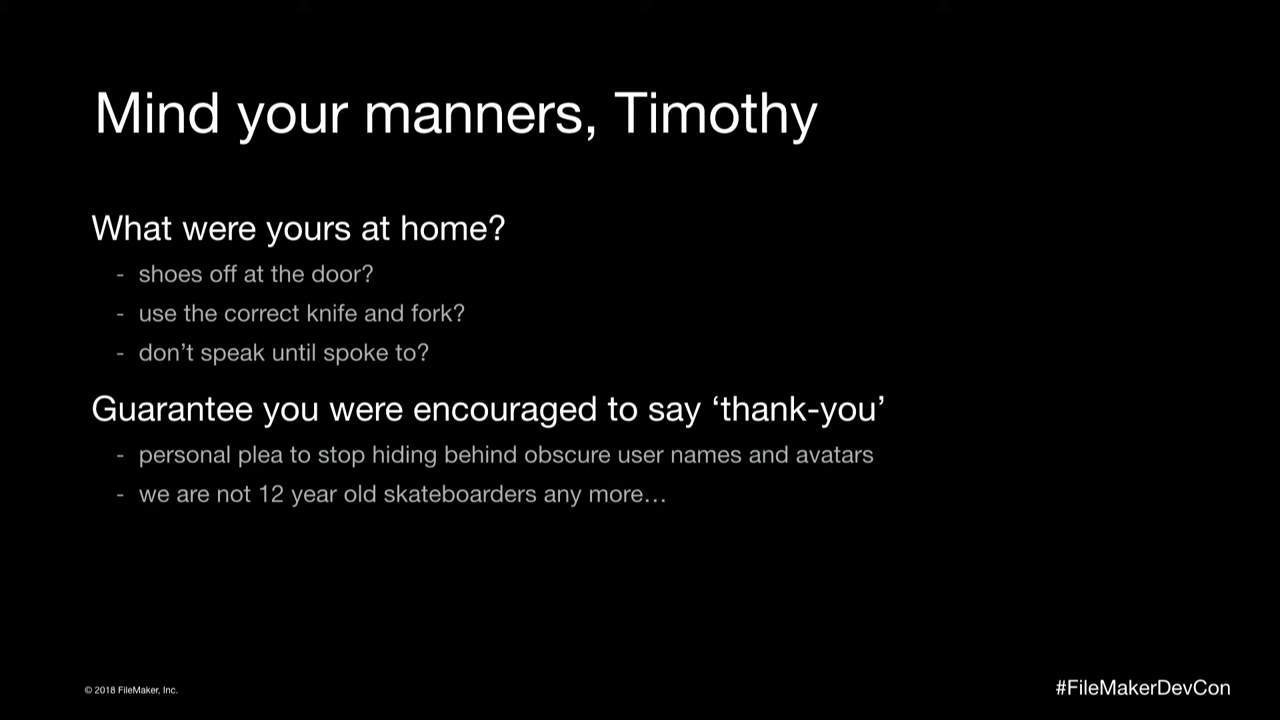 Mind your manners, Timothy
What were yours at home?
- shoes off at the door?
- use the correct knife and fork?
- don’t speak until spoke to?
Guarantee you were encouraged to say ‘thank-you’
- personal plea to stop hiding behind obscure user names and avatars
- we are not 12 year old skateboarders any more…
© 2018 FileMaker, Inc.
#FileMakerDevCon